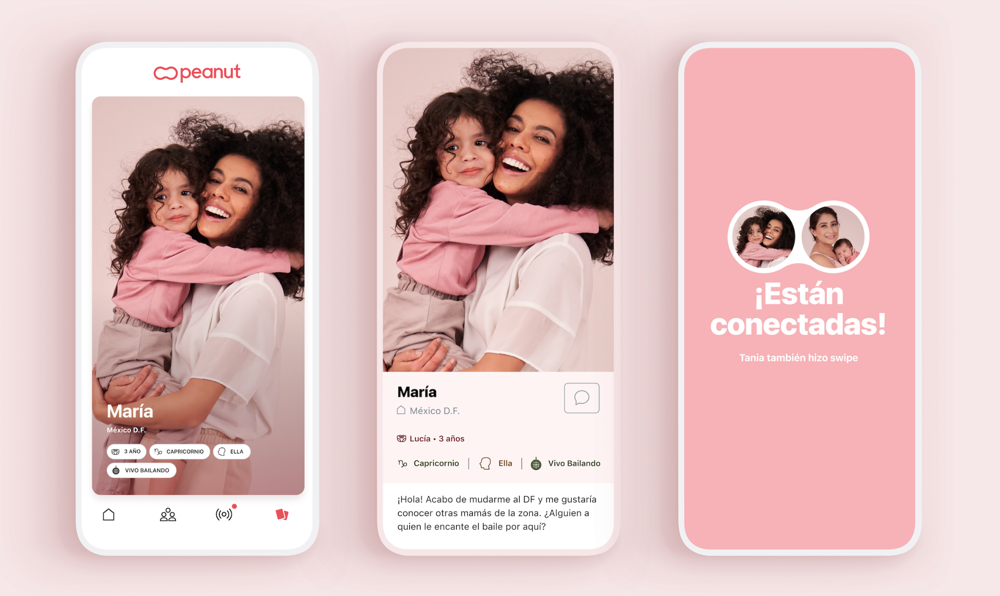 peanut
María
México D.F.
3 AÑO
CAPRICORNIO
ELLA
VIVO BAILANDO
María
México D.F.
Lucía • 3 años
Capricornio
Ella
Vivo Bailando
¡Hola! Acabo de mudarme al DF y me gustaría
conocer otras mamás de la zona. ¿Alguien a
quien le encante el baile por aquí?
¡Están
conectadas!
Tania también hizo swipe